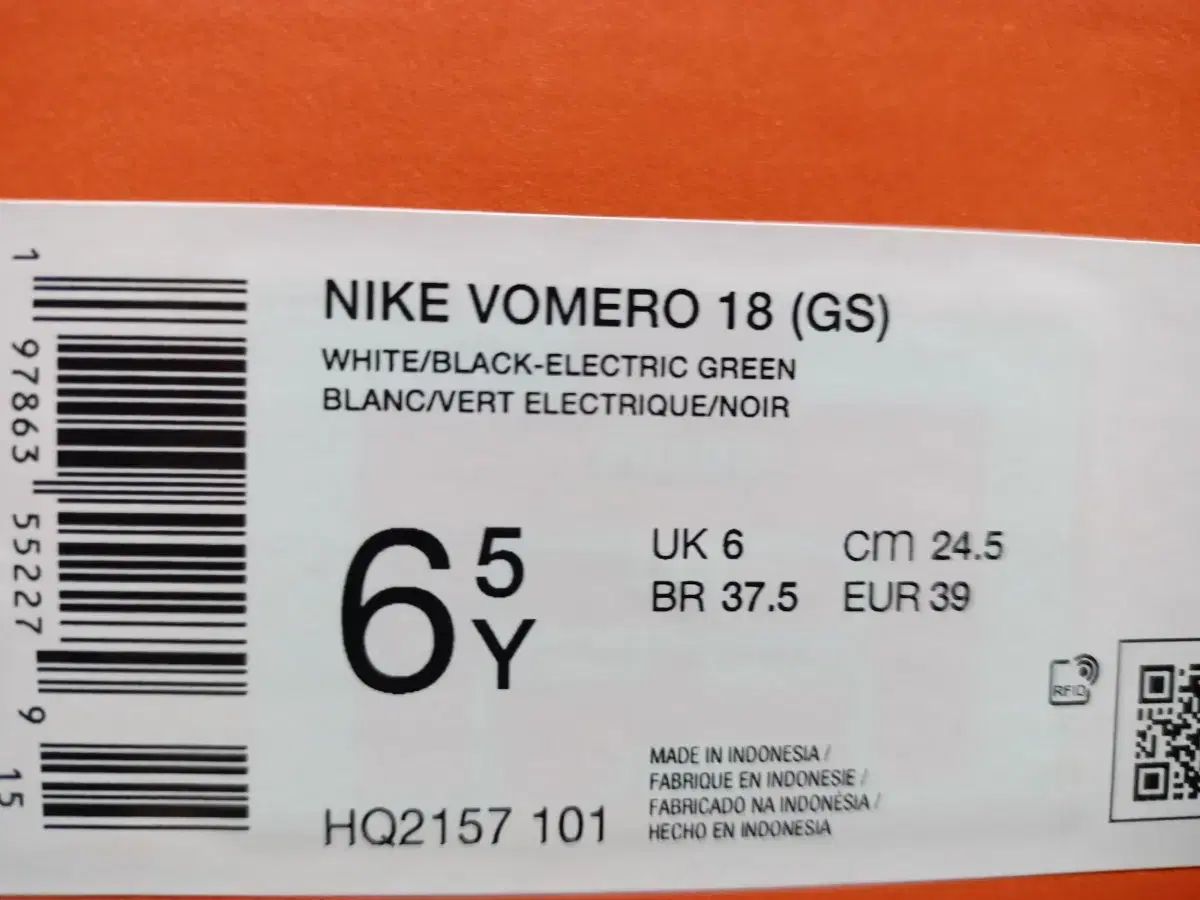 NIKE VOMERO 18 (GS)
WHITE/BLACK-ELECTRIC GREEN
BLANC/VERT ELECTRIQUE/NOIR
6 5 Y
UK 6 cm 24.5
BR 37.5 EUR 39
HQ2157 101
MADE IN INDONESIA /
FABRIQUE EN INDONESIE /
FABRICADO NA INDONÉSIA /
HECHO EN INDONESIA
RFID
1 97863 55227 9 15